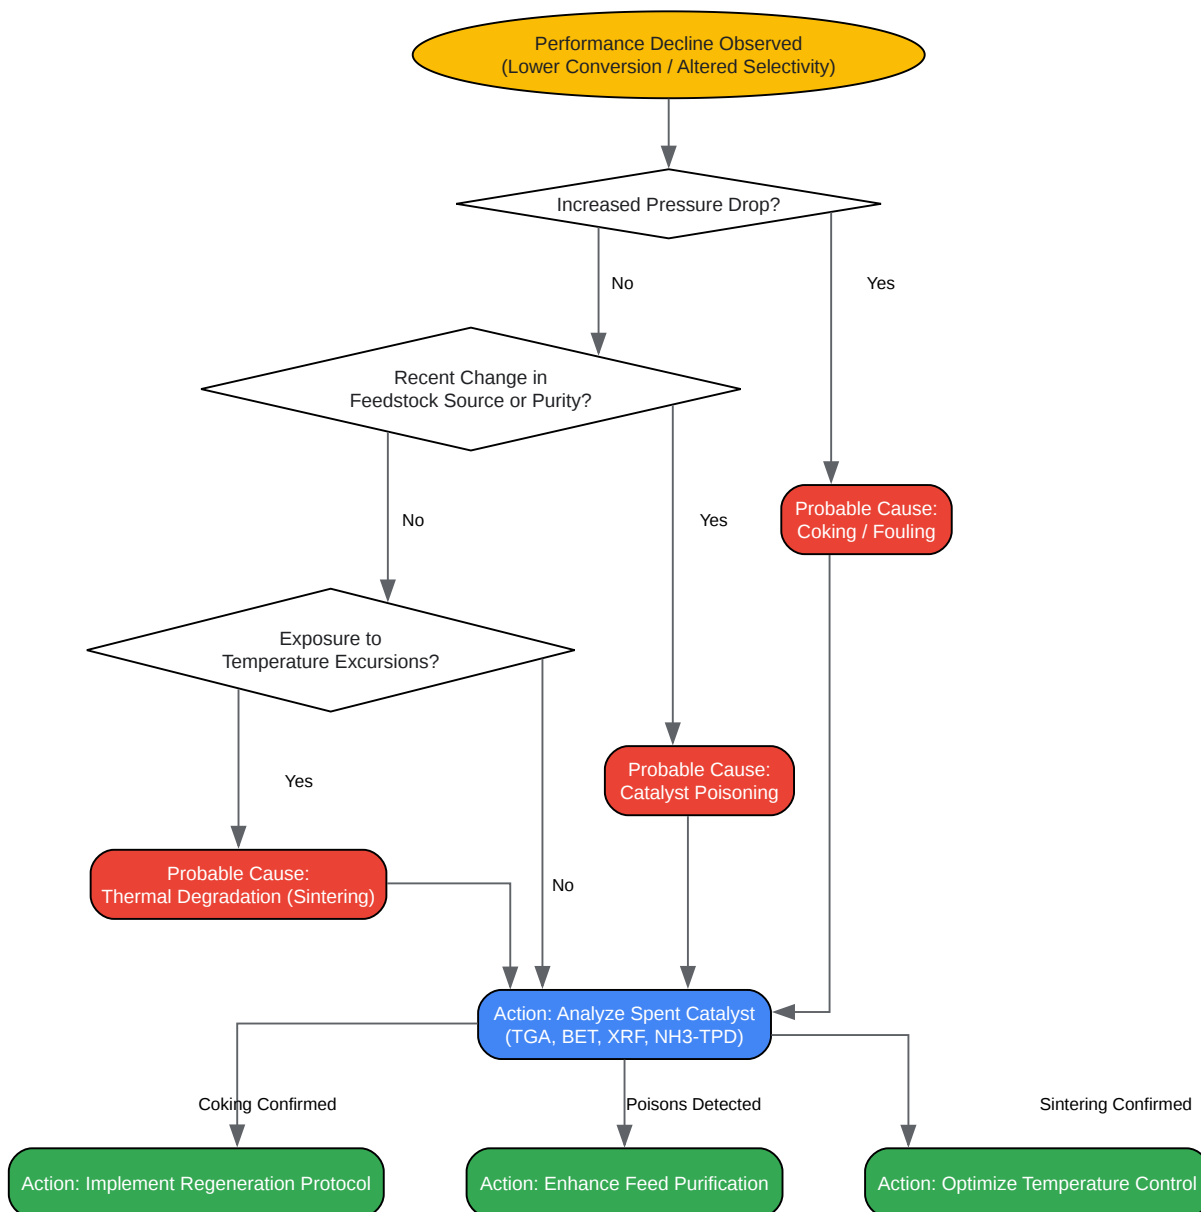 Performance Decline Observed
(Lower Conversion / Altered Selectivity)
Increased Pressure Drop?
No
Yes
Recent Change in
Feedstock Source or Purity?
No
Yes
Probable Cause:
Coking / Fouling
Exposure to
Temperature Excursions?
Yes
No
Probable Cause:
Catalyst Poisoning
Probable Cause:
Thermal Degradation (Sintering)
Action: Analyze Spent Catalyst
(TGA, BET, XRF, NH3-TPD)
Coking Confirmed
Poisons Detected
Sintering Confirmed
Action: Implement Regeneration Protocol
Action: Enhance Feed Purification
Action: Optimize Temperature Control